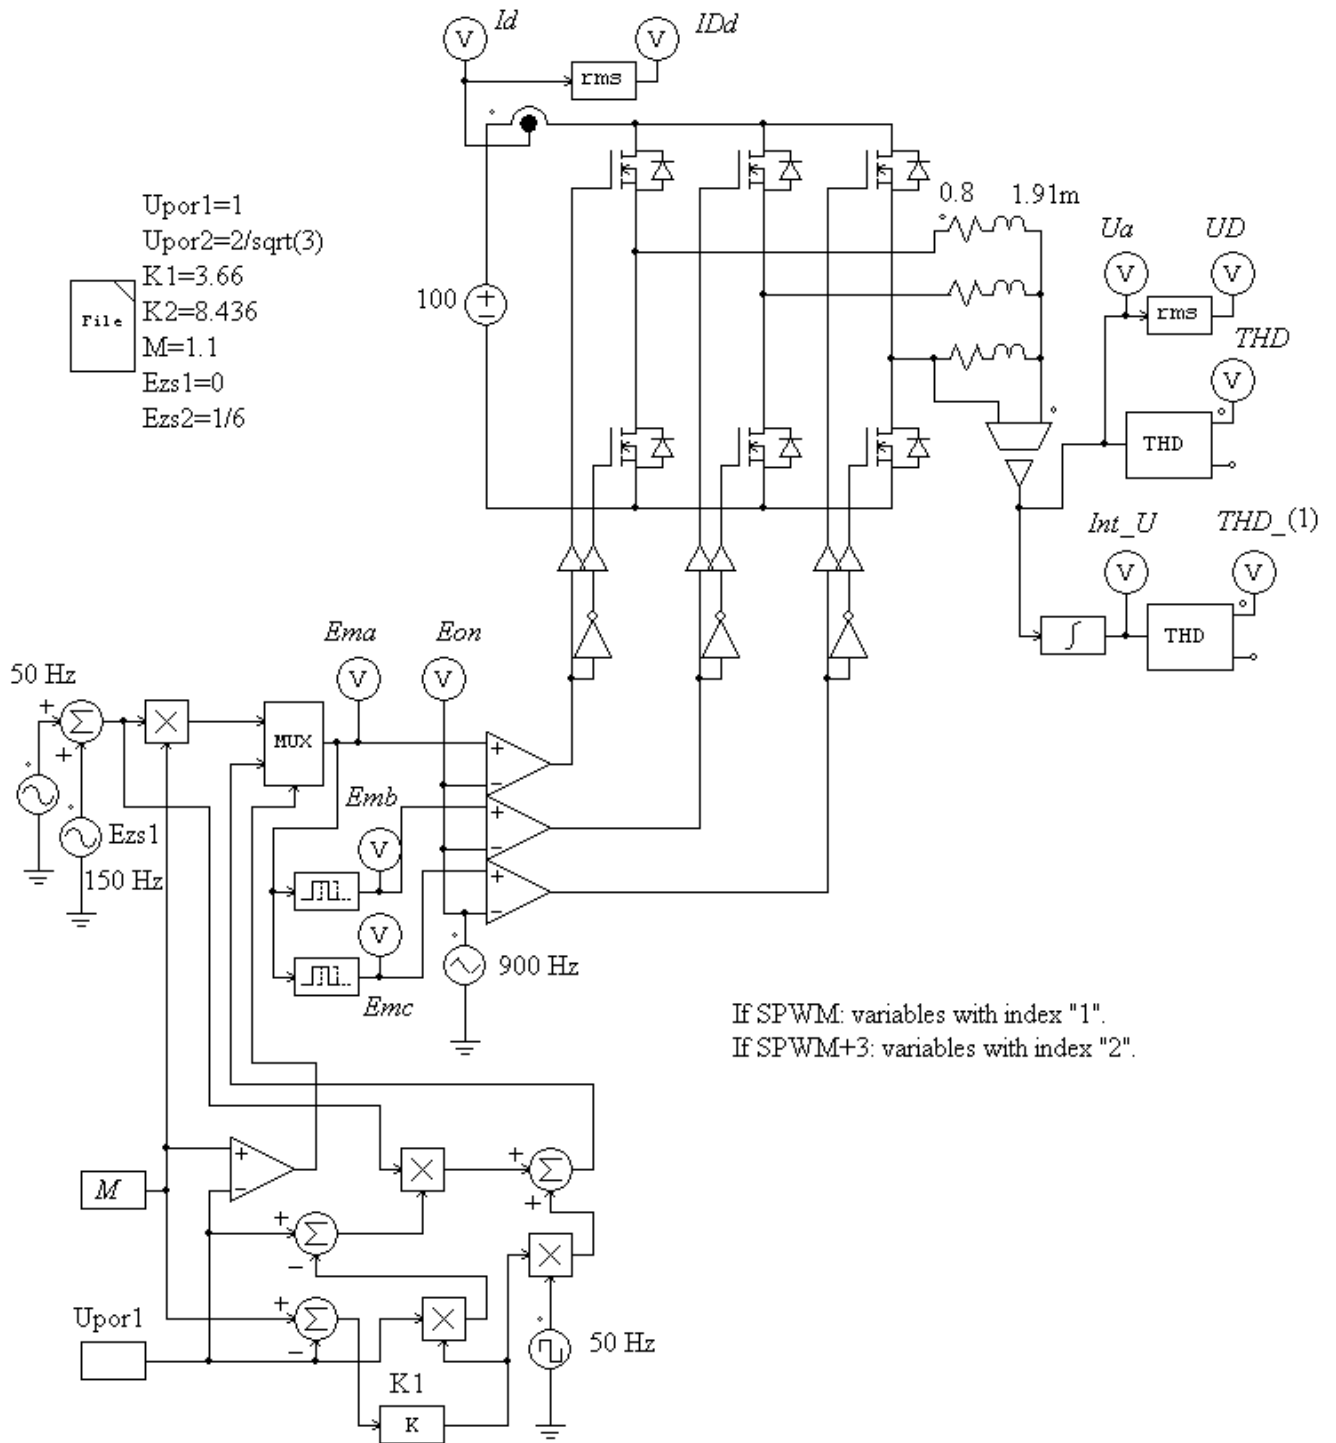 Id
IDd
V
V
rms
Upor1=1
Upor2=2/sqrt(3)
K1=3.66
K2=8.436
M=1.1
Ezs1=0
Ezs2=1/6
File
100
0.8
1.91m
Ua
UD
V
V
rms
THD
V
THD
Int_U
THD_(1)
V
V
THD
Ema
Eon
V
V
50 Hz
MUX
Emb
V
Ezs1
150 Hz
V
Emc
900 Hz
If SPWM: variables with index "1".
If SPWM+3: variables with index "2".
M
Upor1
50 Hz
K1
K